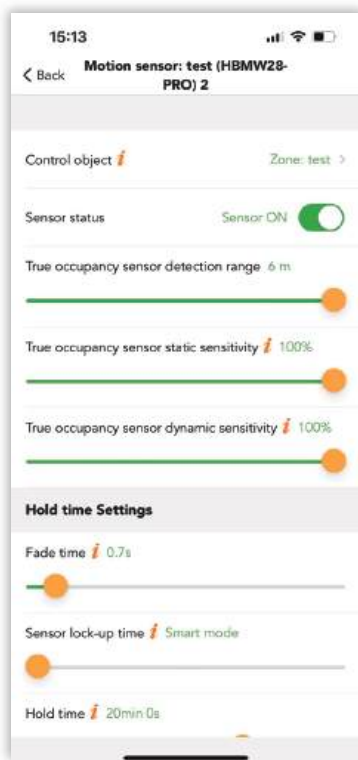 15:13
Back
Motion sensor: test (HBMW28-
PRO) 2
Control object i Zone: test
Sensor status Sensor ON
True occupancy sensor detection range 6 m
True occupancy sensor static sensitivity i 100%
True occupancy sensor dynamic sensitivity i 100%
Hold time Settings
Fade time i 0.7s
Sensor lock-up time i Smart mode
Hold time i 20min 0s